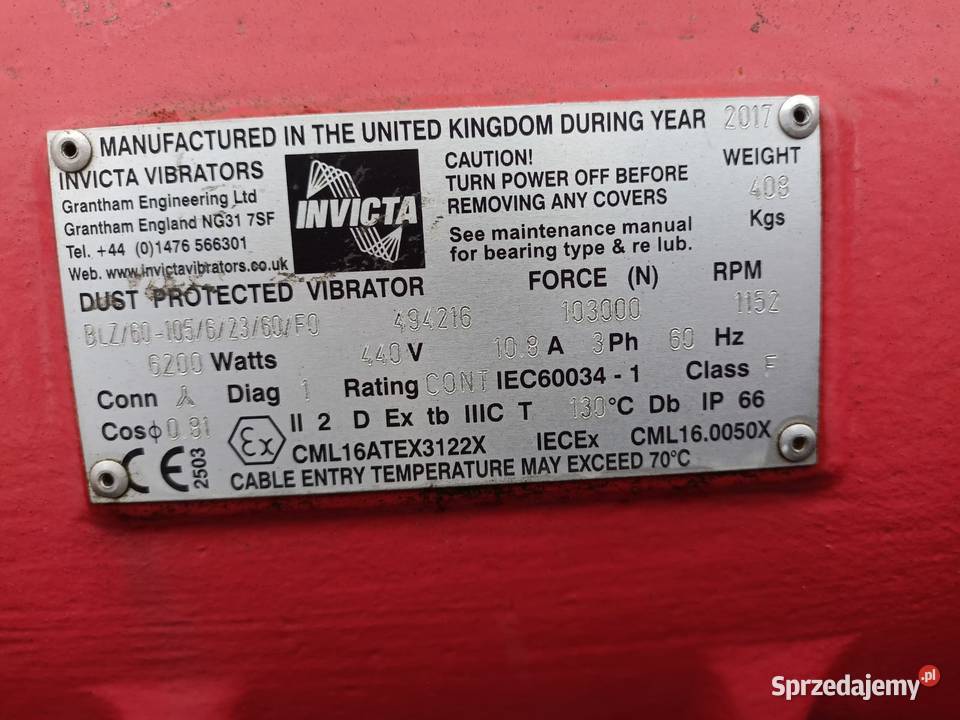 MANUFACTURED IN THE UNITED KINGDOM DURING YEAR 2017
INVICTA VIBRATORS
Grantham Engineering Ltd
Grantham England NG31 7SF
Tel. +44 (0)1476 566301
Web. www.invictavibrators.co.uk
INVICTA
CAUTION!
TURN POWER OFF BEFORE
REMOVING ANY COVERS
See maintenance manual
for bearing type & re lub.
WEIGHT
408
Kgs
DUST PROTECTED VIBRATOR FORCE (N) RPM
BLZ/60-105/6/23/60/F0 494216 103000 1152
6200 Watts 440 V 10.8 A 3 Ph 60 Hz
Conn Diag 1 Rating CONT IEC60034 - 1 Class F
Cosϕ 0.81 Ex II 2 D Ex tb IIIC T 130°C Db IP 66
CML16ATEX3122X IECEx CML16.0050X
CE 2503 CABLE ENTRY TEMPERATURE MAY EXCEED 70°C
Sprzedajemy.pl